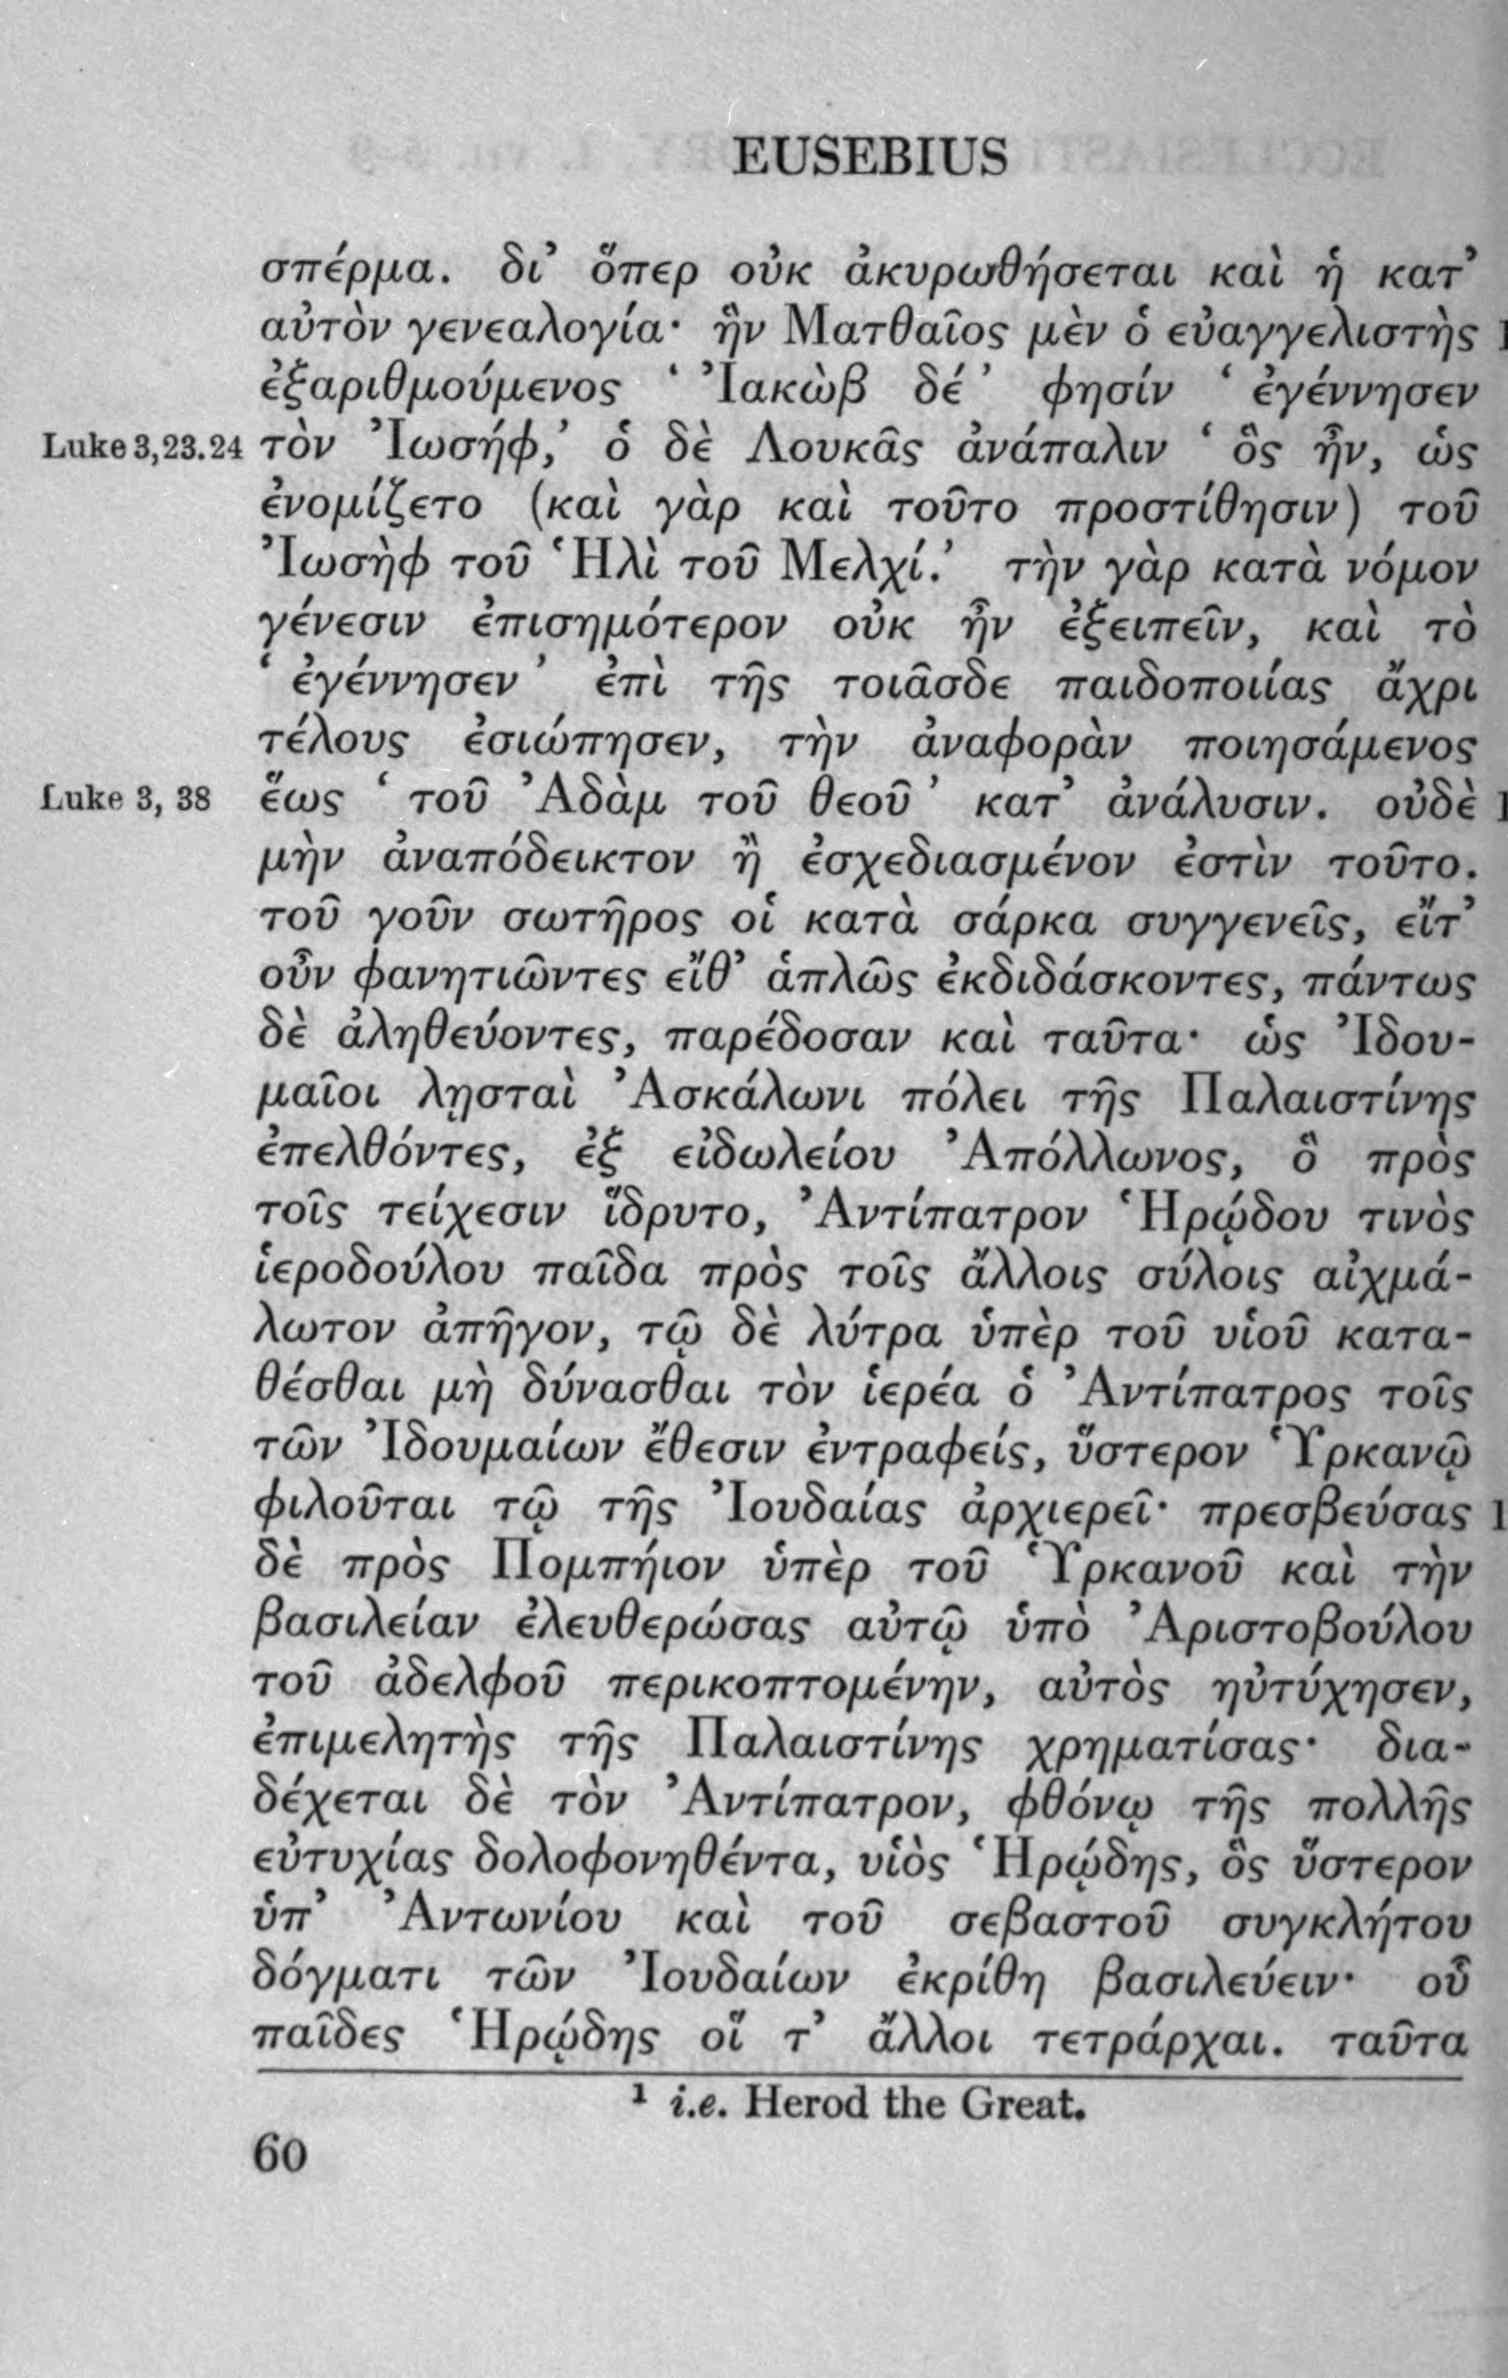 EUSEBIUS
σπέρμα. δι’ ὅπερ οὐκ ἀκυρωθήσεται καὶ ἡ κατ’
αὐτὸν γενεαλογία· ἣν Ματθαῖος μὲν ὁ εὐαγγελιστὴς
ἐξαριθμούμενος ‘ Ἰακὼβ δέ ’ φησίν ‘ ἐγέννησεν
Luke 3,23.24 τὸν Ἰωσήφ,’ ὁ δὲ Λουκᾶς ἀνάπαλιν ‘ ὃς ἦν, ὡς
ἐνομίζετο (καὶ γὰρ καὶ τοῦτο προστίθησιν) τοῦ
Ἰωσὴφ τοῦ Ἡλὶ τοῦ Μελχί.’ τὴν γὰρ κατὰ νόμον
γένεσιν ἐπισημότερον οὐκ ἦν ἐξειπεῖν, καὶ τὸ
‘ ἐγέννησεν ’ ἐπὶ τῆς τοιᾶσδε παιδοποιίας ἄχρι
τέλους ἐσιώπησεν, τὴν ἀναφορὰν ποιησάμενος
Luke 3, 38 ἕως ‘ τοῦ Ἀδὰμ τοῦ θεοῦ ’ κατ’ ἀνάλυσιν. οὐδὲ
μὴν ἀναπόδεικτον ἢ ἐσχεδιασμένον ἐστὶν τοῦτο.
τοῦ γοῦν σωτῆρος οἱ κατὰ σάρκα συγγενεῖς, εἴτ’
οὖν φανητιῶντες εἴθ’ ἁπλῶς ἐκδιδάσκοντες, πάντως
δὲ ἀληθεύοντες, παρέδοσαν καὶ ταῦτα· ὡς Ἰδου-
μαῖοι λῃσταὶ Ἀσκάλωνι πόλει τῆς Παλαιστίνης
ἐπελθόντες, ἐξ εἰδωλείου Ἀπόλλωνος, ὃ πρὸς
τοῖς τείχεσιν ἵδρυτο, Ἀντίπατρον Ἡρῴδου τινὸς
ἱεροδούλου παῖδα πρὸς τοῖς ἄλλοις σύλοις αἰχμά-
λωτον ἀπῆγον, τῷ δὲ λύτρα ὑπὲρ τοῦ υἱοῦ κατα-
θέσθαι μὴ δύνασθαι τὸν ἱερέα ὁ Ἀντίπατρος τοῖς
τῶν Ἰδουμαίων ἔθεσιν ἐντραφείς, ὕστερον Ὑρκανῷ
φιλοῦται τῷ τῆς Ἰουδαίας ἀρχιερεῖ· πρεσβεύσας
δὲ πρὸς Πομπήιον ὑπὲρ τοῦ Ὑρκανοῦ καὶ τὴν
βασιλείαν ἐλευθερώσας αὐτῷ ὑπὸ Ἀριστοβούλου
τοῦ ἀδελφοῦ περικοπτομένην, αὐτὸς ηὐτύχησεν,
ἐπιμελητὴς τῆς Παλαιστίνης χρηματίσας· δια-
δέχεται δὲ τὸν Ἀντίπατρον, φθόνῳ τῆς πολλῆς
εὐτυχίας δολοφονηθέντα, υἱὸς Ἡρῴδης, ὃς ὕστερον
ὑπ’ Ἀντωνίου καὶ τοῦ σεβαστοῦ συγκλήτου
δόγματι τῶν Ἰουδαίων ἐκρίθη βασιλεύειν· οὗ
παῖδες Ἡρῴδης οἵ τ’ ἄλλοι τετράρχαι. ταῦτα
¹ i.e. Herod the Great.
60